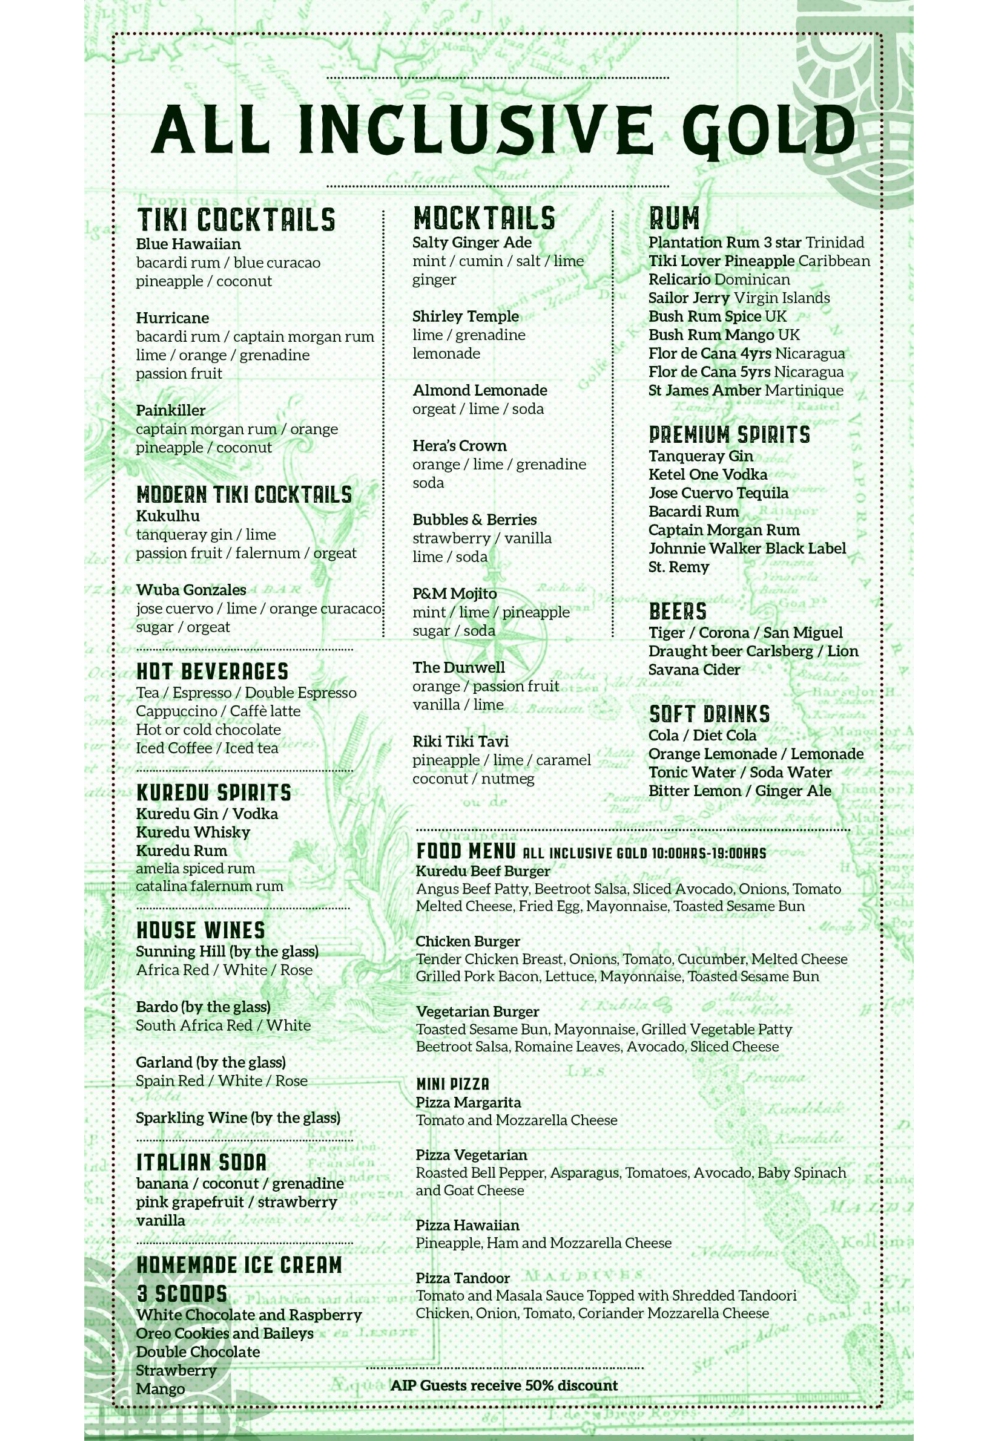 ALL INCLUSIVE GOLD
TIKI COCKTAILS
Blue Hawaiian
bacardi rum / blue curacao
pineapple / coconut
Hurricane
bacardi rum / captain morgan rum
lime / orange / grenadine
passion fruit
Painkiller
captain morgan rum / orange
pineapple / coconut
MODERN TIKI COCKTAILS
Kukulhu
tanqueray gin / lime
passion fruit / falernum / orgeat
Wuba Gonzales
jose cuervo / lime / orange curacaco
sugar / orgeat
HOT BEVERAGES
Tea / Espresso / Double Espresso
Cappuccino / Caffè latte
Hot or cold chocolate
Iced Coffee / Iced tea
KUREDU SPIRITS
Kuredu Gin / Vodka
Kuredu Whisky
Kuredu Rum
amelia spiced rum
catalina falernum rum
HOUSE WINES
Sunning Hill (by the glass)
Africa Red / White / Rose
Bardo (by the glass)
South Africa Red / White
Garland (by the glass)
Spain Red / White / Rose
Sparkling Wine (by the glass)
ITALIAN SODA
banana / coconut / grenadine
pink grapefruit / strawberry
vanilla
HOMEMADE ICE CREAM
3 SCOOPS
White Chocolate and Raspberry
Oreo Cookies and Baileys
Double Chocolate
Strawberry
Mango
MOCKTAILS
Salty Ginger Ade
mint / cumin / salt / lime
ginger
Shirley Temple
lime / grenadine
lemonade
Almond Lemonade
orgeat / lime / soda
Hera's Crown
orange / lime / grenadine
soda
Bubbles & Berries
strawberry / vanilla
lime / soda
P&M Mojito
mint / lime / pineapple
sugar / soda
The Dunwell
orange / passion fruit
vanilla / lime
Riki Tiki Tavi
pineapple / lime / caramel
coconut / nutmeg
RUM
Plantation Rum 3 star Trinidad
Tiki Lover Pineapple Caribbean
Relicario Dominican
Sailor Jerry Virgin Islands
Bush Rum Spice UK
Bush Rum Mango UK
Flor de Cana 4yrs Nicaragua
Flor de Cana 5yrs Nicaragua
St James Amber Martinique
PREMIUM SPIRITS
Tanqueray Gin
Ketel One Vodka
Jose Cuervo Tequila
Bacardi Rum
Captain Morgan Rum
Johnnie Walker Black Label
St. Remy
BEERS
Tiger / Corona / San Miguel
Draught beer Carlsberg / Lion
Savana Cider
SOFT DRINKS
Cola / Diet Cola
Orange Lemonade / Lemonade
Tonic Water / Soda Water
Bitter Lemon / Ginger Ale
FOOD MENU ALL INCLUSIVE GOLD 10:00HRS-19:00HRS
Kuredu Beef Burger
Angus Beef Patty, Beetroot Salsa, Sliced Avocado, Onions, Tomato
Melted Cheese, Fried Egg, Mayonnaise, Toasted Sesame Bun
Chicken Burger
Tender Chicken Breast, Onions, Tomato, Cucumber, Melted Cheese
Grilled Pork Bacon, Lettuce, Mayonnaise, Toasted Sesame Bun
Vegetarian Burger
Toasted Sesame Bun, Mayonnaise, Grilled Vegetable Patty
Beetroot Salsa, Romaine Leaves, Avocado, Sliced Cheese
MINI PIZZA
Pizza Margarita
Tomato and Mozzarella Cheese
Pizza Vegetarian
Roasted Bell Pepper, Asparagus, Tomatoes, Avocado, Baby Spinach
and Goat Cheese
Pizza Hawaiian
Pineapple, Ham and Mozzarella Cheese
Pizza Tandoor
Tomato and Masala Sauce Topped with Shredded Tandoori
Chicken, Onion, Tomato, Coriander Mozzarella Cheese
MALDIVES
AIP Guests receive 50% discount